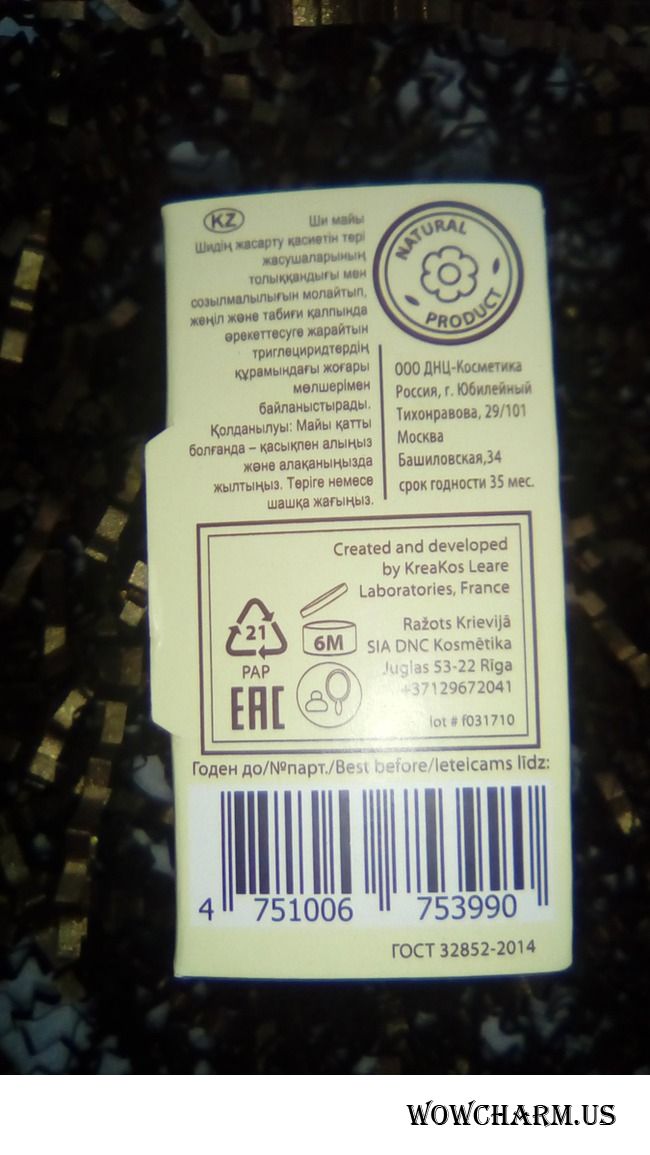 KZ
Ши майы
Шидің жасарту қасиетін тері
жасушаларының
толыққандығы мен
созылмалылығын молайтып,
жеңіл және табиғи қалпында
әрекеттесуге жарайтын
триглециридтердің
құрамындағы жоғары
мөлшерімен
байланыстырады.
Қолданылуы: Майы қатты
болғанда – қасықпен алыңыз
және алақаныңызда
жылтыңыз. Теріге немесе
шашқа жағыңыз.
NATURAL
PRODUCT
ООО ДНЦ-Косметика
Россия, г. Юбилейный
Тихонравова, 29/101
Москва
Башиловская,34
срок годности 35 мес.
Created and developed
by KreaKos Leare
Laboratories, France
21
PAP
6M
EAC
Ražots Krievijā
SIA DNC Kosmētika
Juglas 53-22 Rīga
+37129672041
lot # f031710
Годен до/№парт./Best before/Ieteicams līdz:
4 751006 753990
ГОСТ 32852-2014
WOWCHARM.US